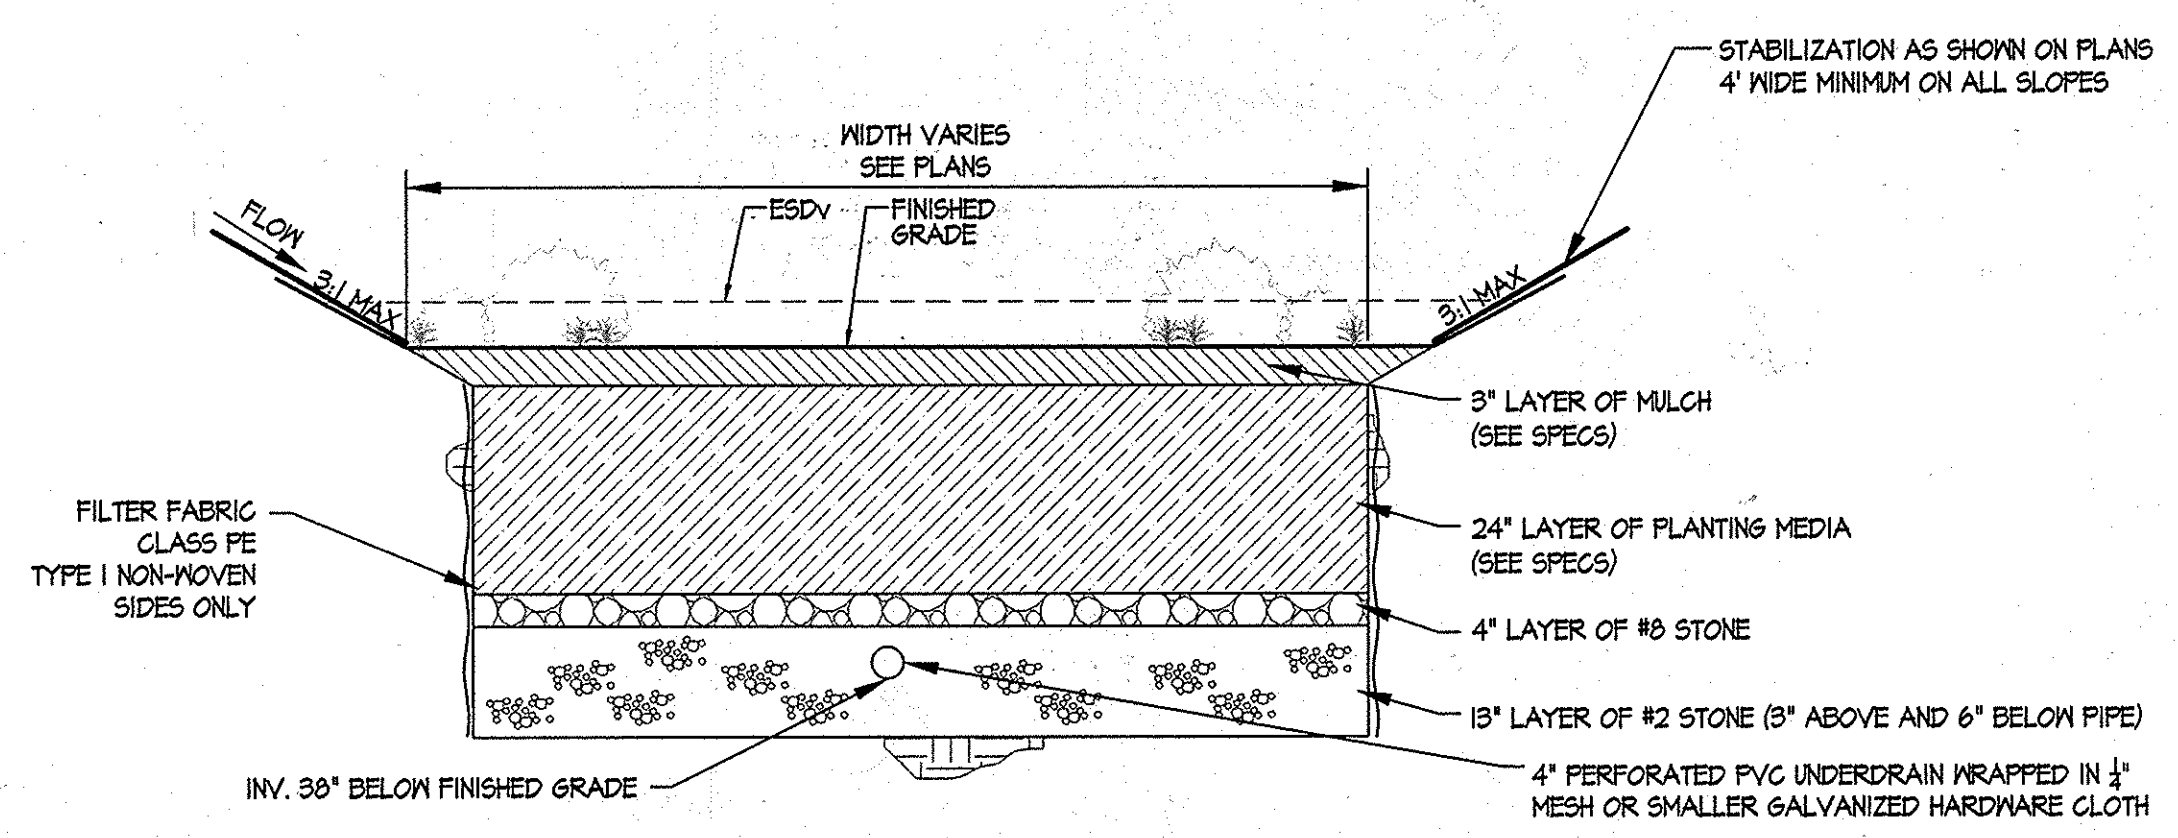 STABILIZATION AS SHOWN ON PLANS
4' WIDE MINIMUM ON ALL SLOPES
WIDTH VARIES
SEE PLANS
ESDv
FINISHED
GRADE
FLOW
3:1 MAX
3:1 MAX
3" LAYER OF MULCH
(SEE SPECS)
FILTER FABRIC
CLASS PE
TYPE I NON-WOVEN
SIDES ONLY
24" LAYER OF PLANTING MEDIA
(SEE SPECS)
4" LAYER OF #8 STONE
13" LAYER OF #2 STONE (3" ABOVE AND 6" BELOW PIPE)
INV. 38" BELOW FINISHED GRADE
4" PERFORATED PVC UNDERDRAIN WRAPPED IN 1/4"
MESH OR SMALLER GALVANIZED HARDWARE CLOTH